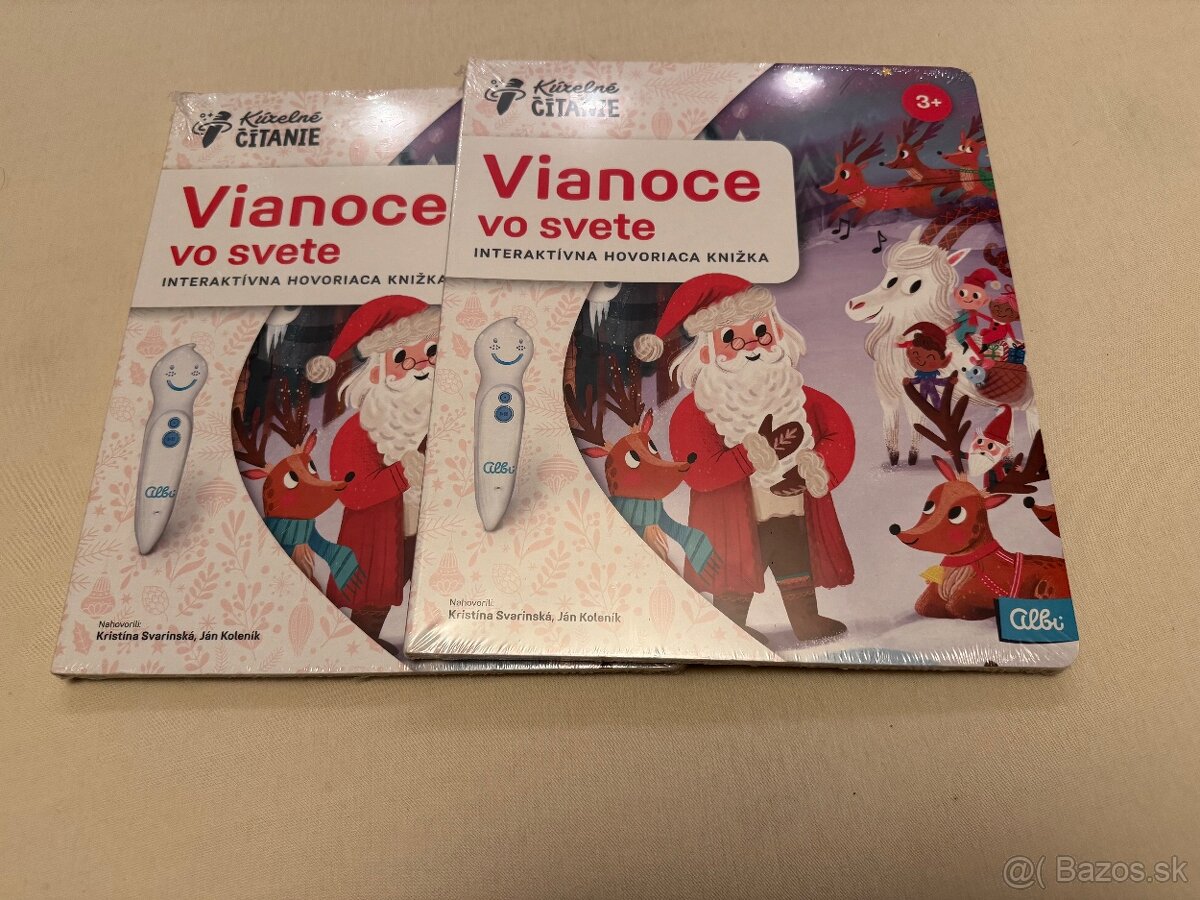 Kúzelné
ČÍTANIE
Vianoce
vo svete
INTERAKTÍVNA HOVORIACA KNIŽKA
Albi
Nahovorili:
Kristína Svarinská, Ján Koleník
Kúzelné
ČÍTANIE
3+
Vianoce
vo svete
INTERAKTÍVNA HOVORIACA KNIŽKA
Albi
Nahovorili:
Kristína Svarinská, Ján Koleník
Albi
@( Bazos.sk